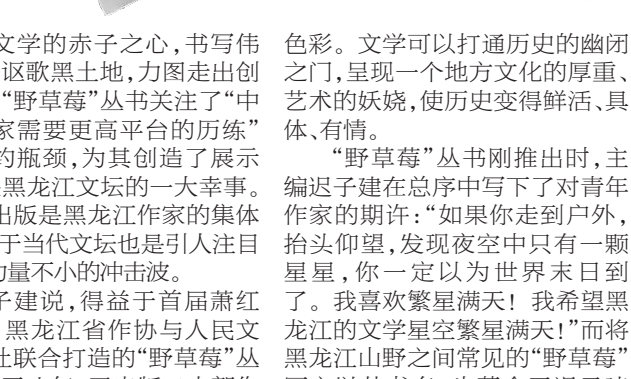 文学的赤子之心,书写伟
讴歌黑土地,力图走出创
“野草莓”丛书关注了“中
家需要更高平台的历练”
瓶颈,为其创造了展示
黑龙江文坛的一大幸事。
出版是黑龙江作家的集体
于当代文坛也是引人注目
量不小的冲击波。
子建说,得益于首届萧红
黑龙江省作协与人民文
社联合打造的“野草莓”丛
色彩。文学可以打通历史的幽闭
之门,呈现一个地方文化的厚重、
艺术的妖娆,使历史变得鲜活、具
体、有情。
“野草莓”丛书刚推出时,主
编迟子建在总序中写下了对青年
作家的期许:“如果你走到户外,
抬头仰望,发现夜空中只有一颗
星星,你一定以为世界末日到
了。我喜欢繁星满天！我希望黑
龙江的文学星空繁星满天!”而将
黑龙江山野之间常见的“野草莓”